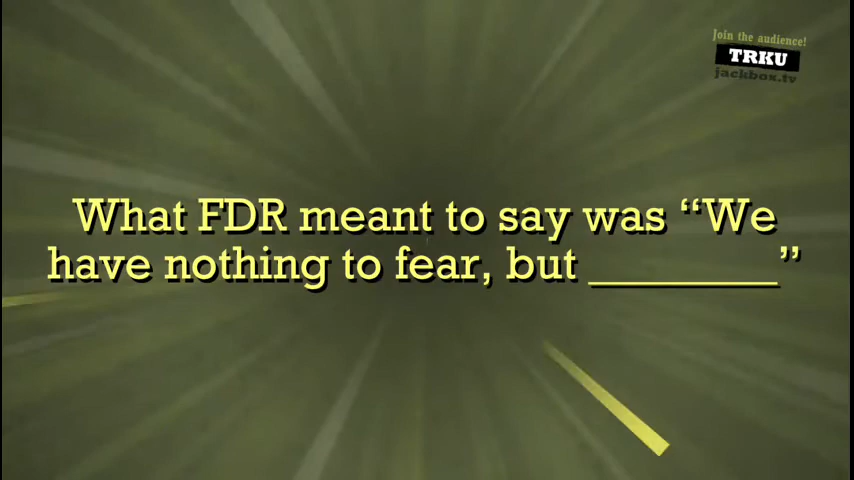 Join the audience!
TRKU
jackbox.tv
What FDR meant to say was “We
have nothing to fear, but ________”